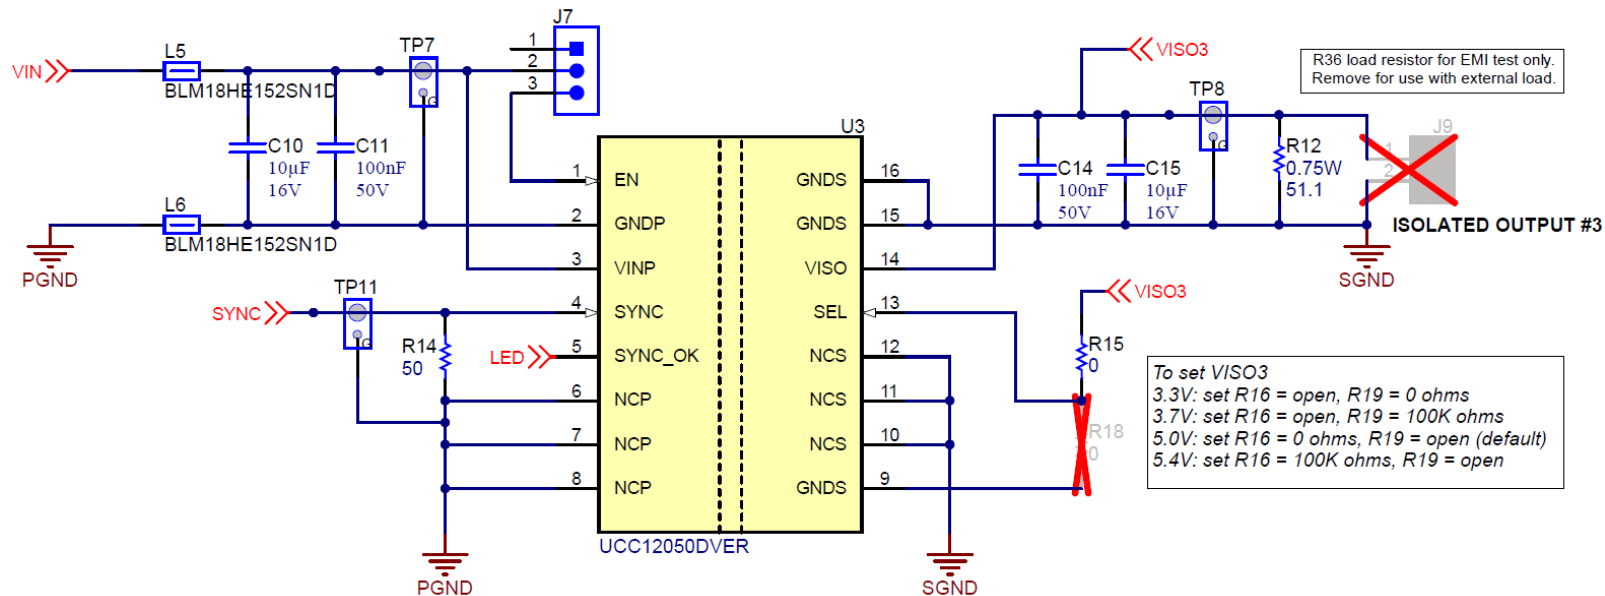 J7
L5
TP7
1
2
3
VIN
BLM18HE152SN1D
G
C10
10µF
16V
C11
100nF
50V
L6
BLM18HE152SN1D
PGND
SYNC
TP11
G
R14
50
LED
PGND
U3
1 EN
2 GNDP
3 VINP
4 SYNC
5 SYNC_OK
6 NCP
7 NCP
8 NCP
GNDS 16
GNDS 15
VISO 14
SEL 13
NCS 12
NCS 11
NCS 10
GNDS 9
UCC12050DVER
SGND
VISO3
C14
100nF
50V
C15
10µF
16V
TP8
G
R12
0.75W
51.1
J9
1
2
ISOLATED OUTPUT #3
SGND
R36 load resistor for EMI test only.
Remove for use with external load.
VISO3
R15
0
R18
0
To set VISO3
3.3V: set R16 = open, R19 = 0 ohms
3.7V: set R16 = open, R19 = 100K ohms
5.0V: set R16 = 0 ohms, R19 = open (default)
5.4V: set R16 = 100K ohms, R19 = open